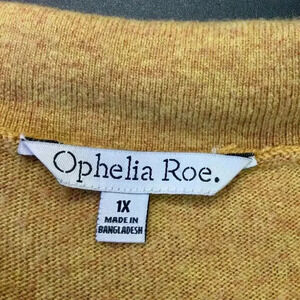 Ophelia Roe.
1X
MADE IN
BANGLADESH